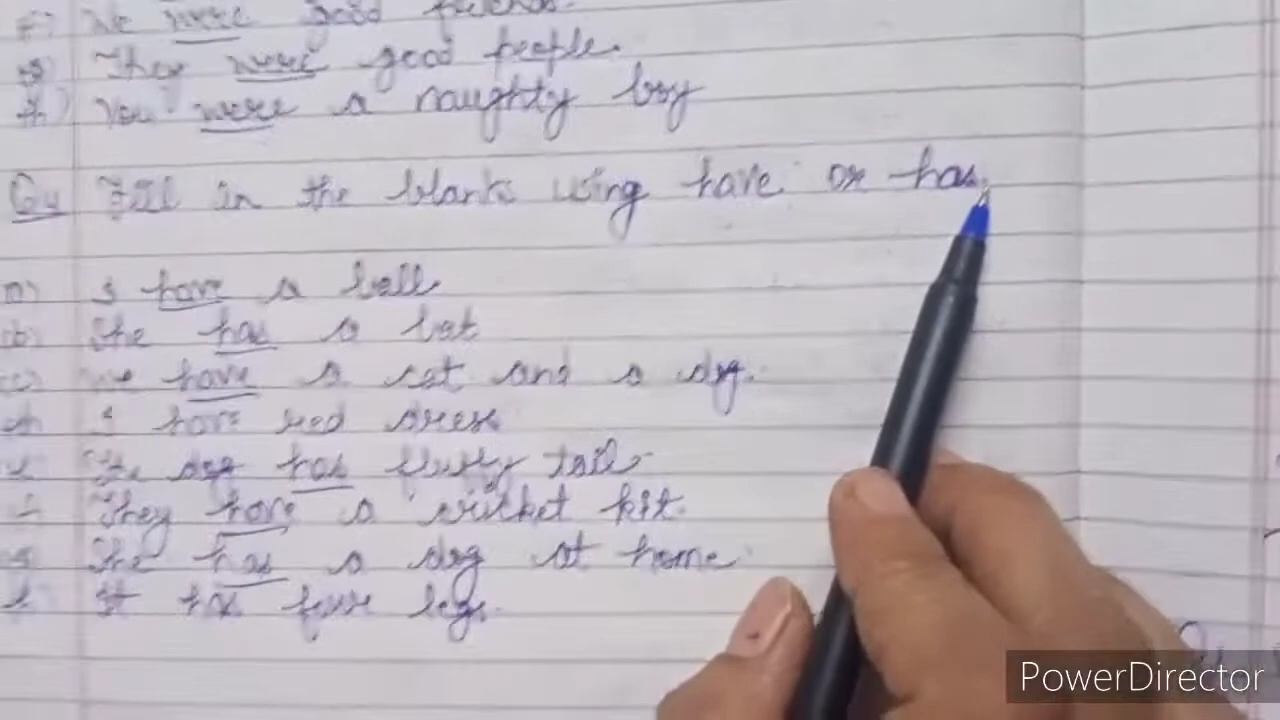 f) We were good friends.
g) They were good people.
h) You were a naughty boy
Q4 Fill in the blanks using have or has.
a) I have a ball.
b) She has a bat
c) We have a cat and a dog.
d) I have red dress.
e The dog has fluffy tail
f They have a cricket kit.
g She has a dog at home
h It has four legs.
PowerDirector